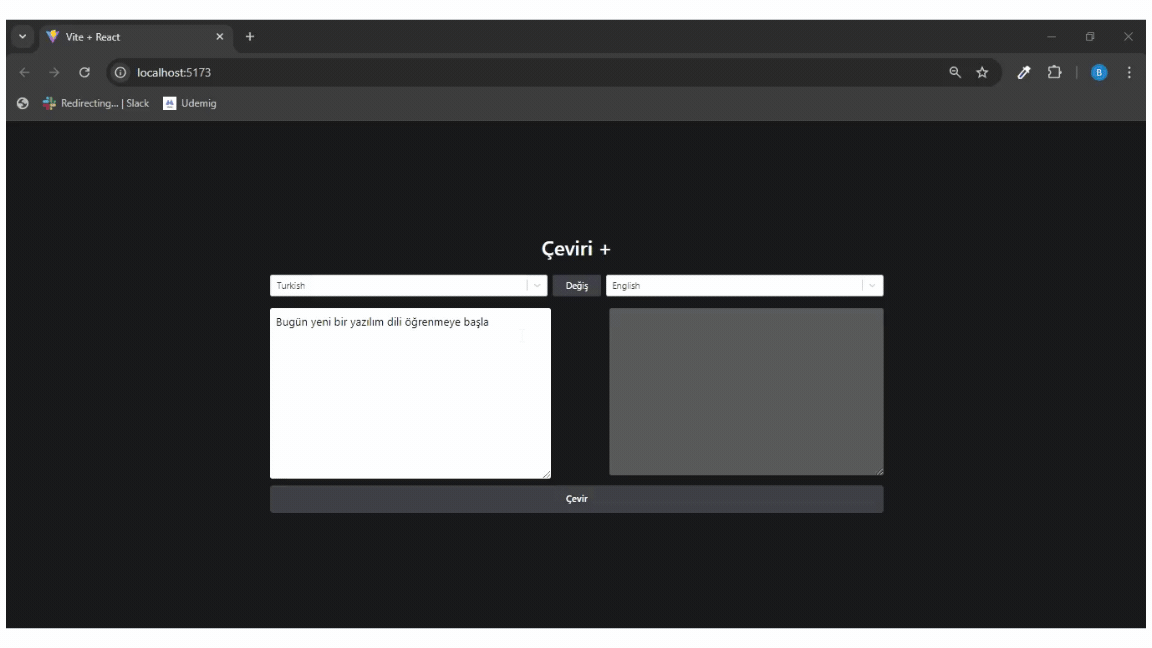 Vite + React
localhost:5173
B
Redirecting... | Slack
Udemig
Çeviri +
Turkish
Değiş
English
Bugün yeni bir yazılım dili öğrenmeye başla
Çevir